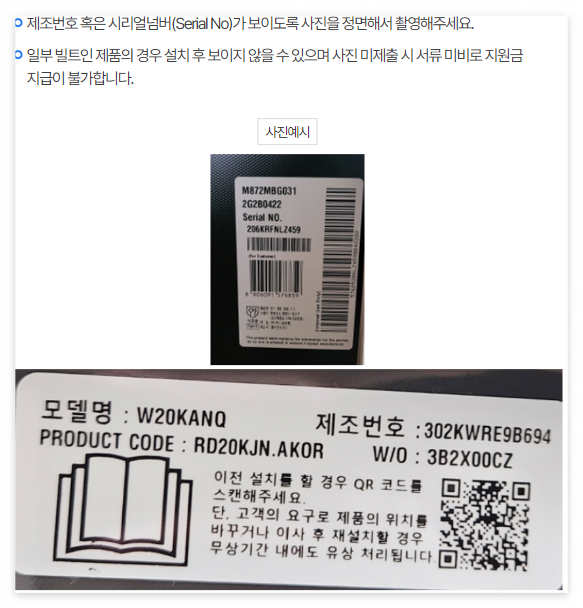 제조번호 혹은 시리얼넘버(Serial No)가 보이도록 사진을 정면해서 촬영해주세요.
일부 빌트인 제품의 경우 설치 후 보이지 않을 수 있으며 사진 미제출 시 서류 미비로 지원금
지급이 불가합니다.
사진예시
M872MBG031
2G2B0422
Serial NO.
206KRFNLZ459
(For Customer)
8 806091 576859
모델명 : W20KANQ
제조번호 : 302KWRE9B694
PRODUCT CODE : RD20KJN.AKOR
W/O : 3B2X00CZ
이전 설치를 할 경우 QR 코드를
스캔해주세요.
단, 고객의 요구로 제품의 위치를
바꾸거나 이사 후 재설치할 경우
무상기간 내에도 유상 처리됩니다.